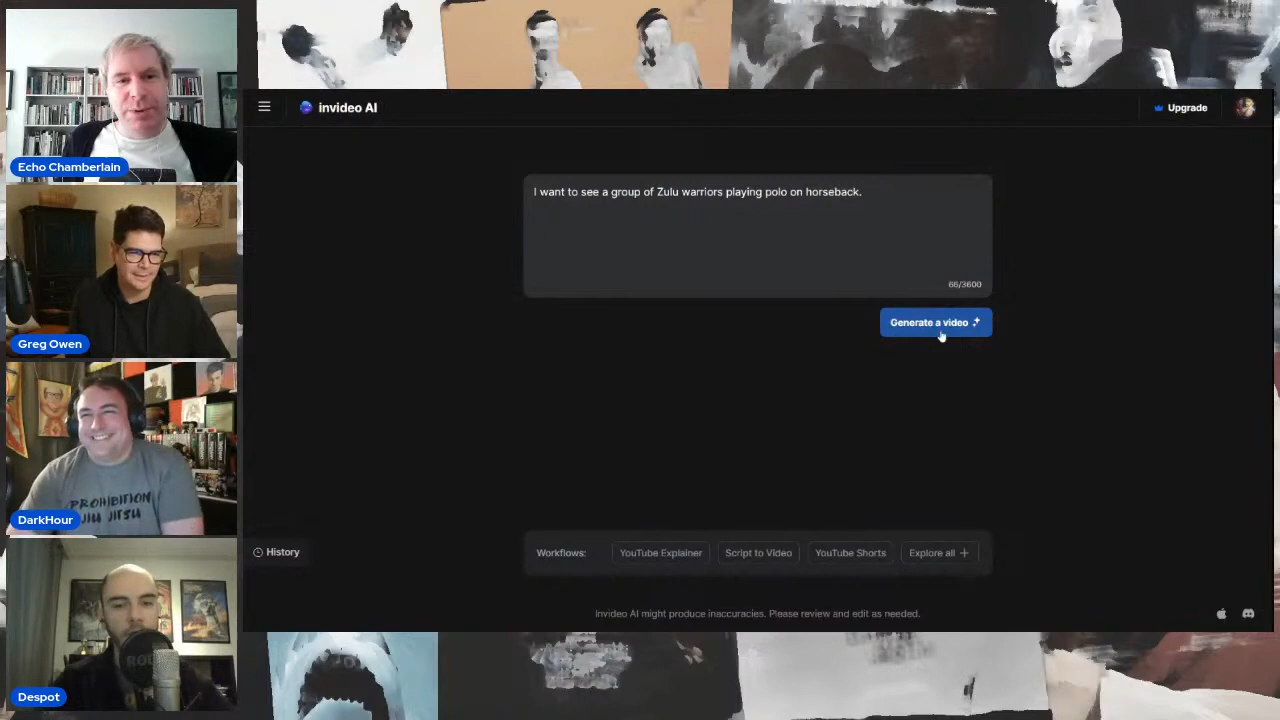 Echo Chamberlain
Greg Owen
PROHIBITION
JIU JITSU
DarkHour
Despot
invideo AI
Upgrade
I want to see a group of Zulu warriors playing polo on horseback.
66/3600
Generate a video
History
Workflows:
YouTube Explainer
Script to Video
YouTube Shorts
Explore all
Invideo AI might produce inaccuracies. Please review and edit as needed.